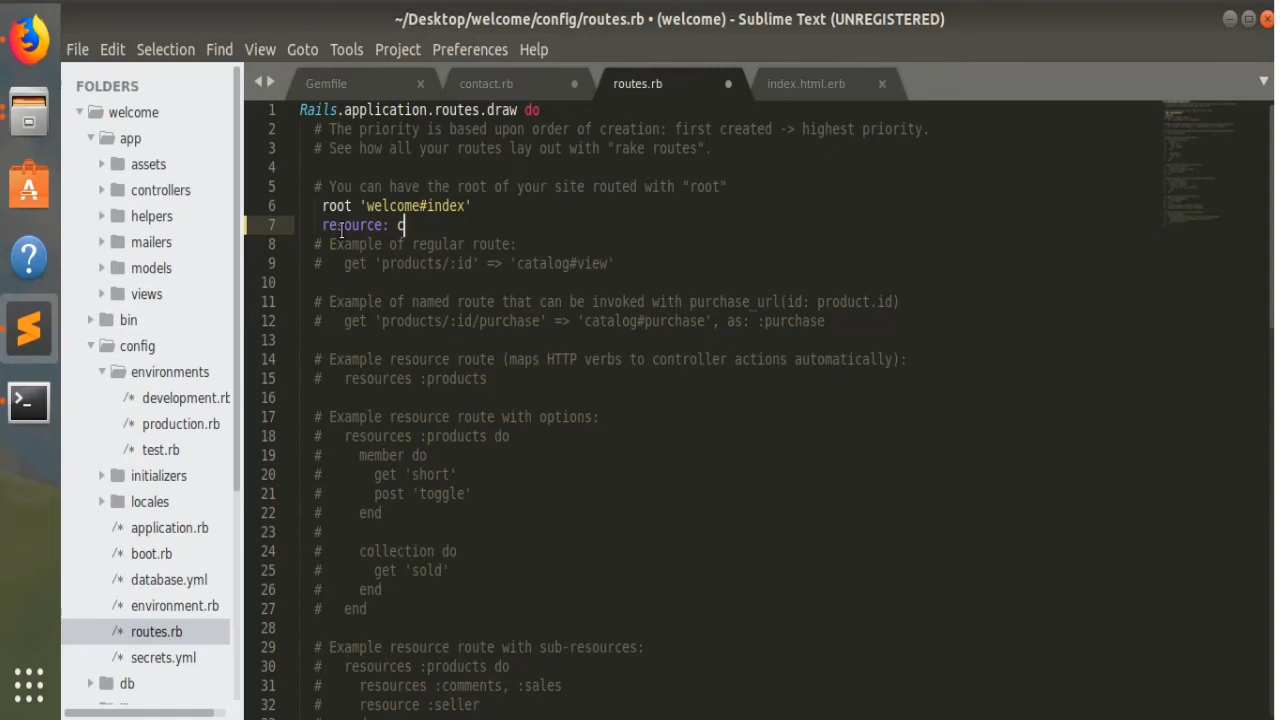 ~/Desktop/welcome/config/routes.rb • (welcome) - Sublime Text (UNREGISTERED)
File Edit Selection Find View Goto Tools Project Preferences Help
FOLDERS
welcome
app
assets
controllers
helpers
mailers
models
views
bin
config
environments
development.rb
production.rb
test.rb
initializers
locales
application.rb
boot.rb
database.yml
environment.rb
routes.rb
secrets.yml
db
Gemfile
contact.rb
routes.rb
index.html.erb
1 Rails.application.routes.draw do
2 # The priority is based upon order of creation: first created -> highest priority.
3 # See how all your routes lay out with "rake routes".
4
5 # You can have the root of your site routed with "root"
6 root 'welcome#index'
7 resource: c
8 # Example of regular route:
9 #   get 'products/:id' => 'catalog#view'
10
11 # Example of named route that can be invoked with purchase_url(id: product.id)
12 #   get 'products/:id/purchase' => 'catalog#purchase', as: :purchase
13
14 # Example resource route (maps HTTP verbs to controller actions automatically):
15 #   resources :products
16
17 # Example resource route with options:
18 #   resources :products do
19 #     member do
20 #       get 'short'
21 #       post 'toggle'
22 #     end
23 #
24 #     collection do
25 #       get 'sold'
26 #     end
27 #   end
28
29 # Example resource route with sub-resources:
30 #   resources :products do
31 #     resources :comments, :sales
32 #     resource :seller